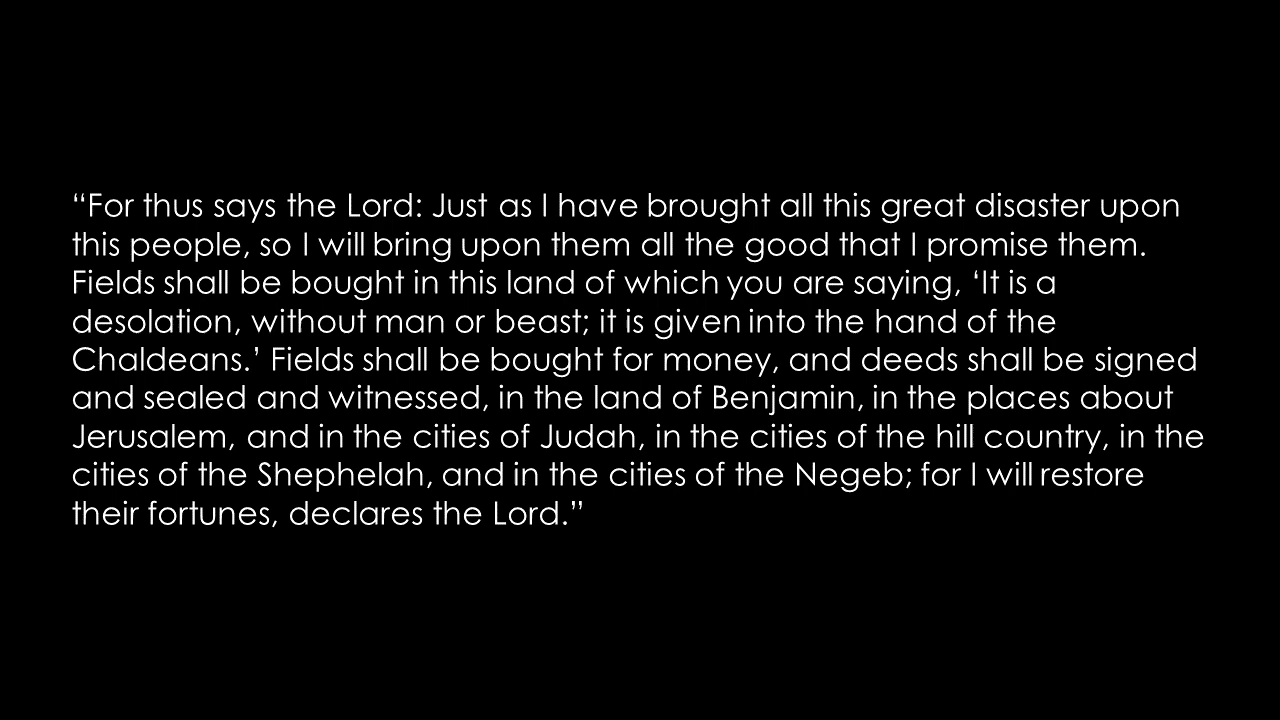 “For thus says the Lord: Just as I have brought all this great disaster upon
this people, so I will bring upon them all the good that I promise them.
Fields shall be bought in this land of which you are saying, ‘It is a
desolation, without man or beast; it is given into the hand of the
Chaldeans.’ Fields shall be bought for money, and deeds shall be signed
and sealed and witnessed, in the land of Benjamin, in the places about
Jerusalem, and in the cities of Judah, in the cities of the hill country, in the
cities of the Shephelah, and in the cities of the Negeb; for I will restore
their fortunes, declares the Lord.”